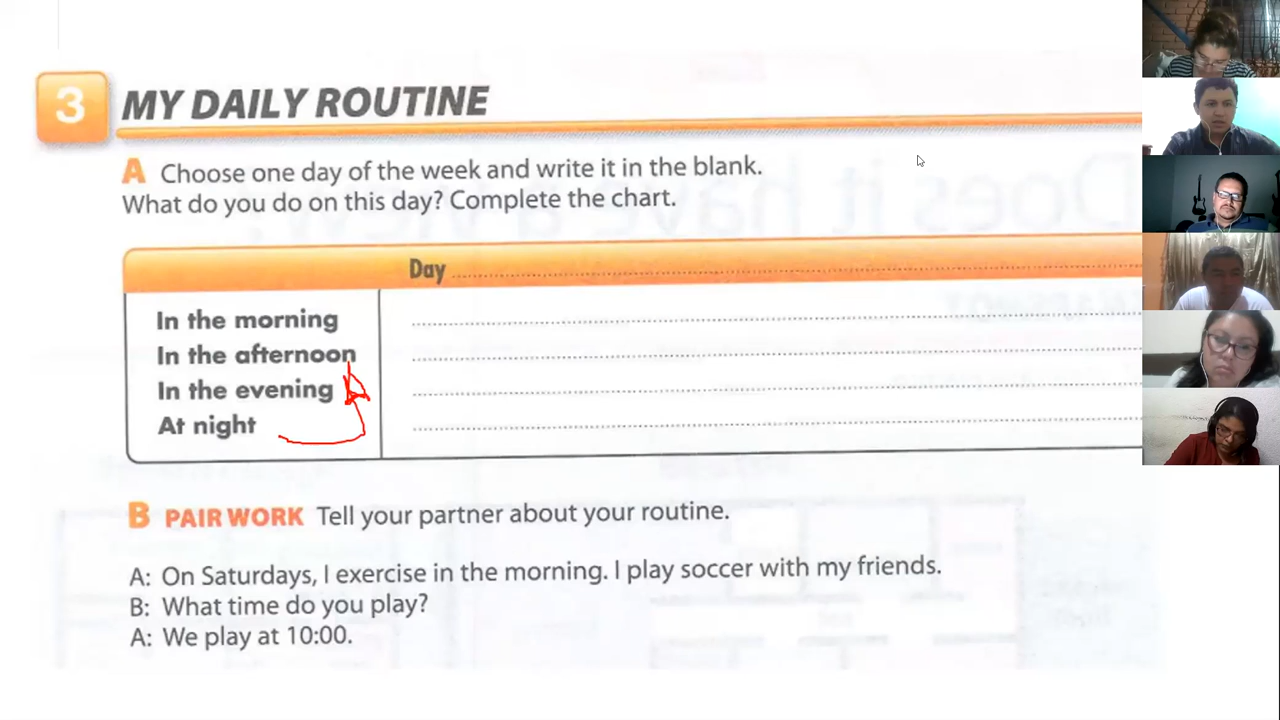 3 MY DAILY ROUTINE
A Choose one day of the week and write it in the blank.
What do you do on this day? Complete the chart.
Day
In the morning
In the afternoon
In the evening
At night
B PAIR WORK Tell your partner about your routine.
A: On Saturdays, I exercise in the morning. I play soccer with my friends.
B: What time do you play?
A: We play at 10:00.